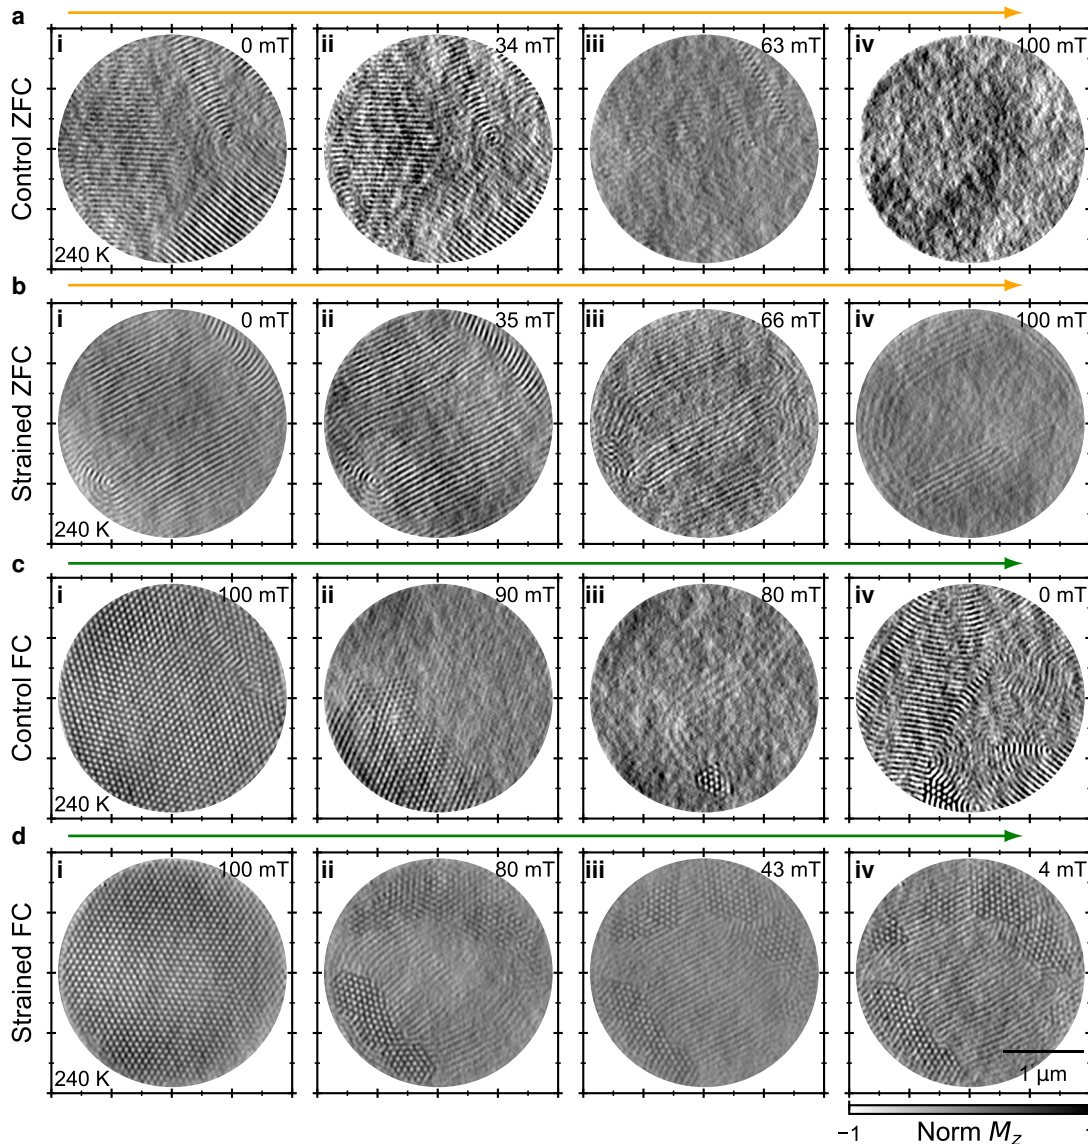 a
Control ZFC
i
0 mT
ii
34 mT
iii
63 mT
iv
100 mT
240 K
b
Strained ZFC
i
0 mT
ii
35 mT
iii
66 mT
iv
100 mT
240 K
c
Control FC
i
100 mT
ii
90 mT
iii
80 mT
iv
0 mT
240 K
d
Strained FC
i
100 mT
ii
80 mT
iii
43 mT
iv
4 mT
240 K
1 μm
−1
Norm Mz